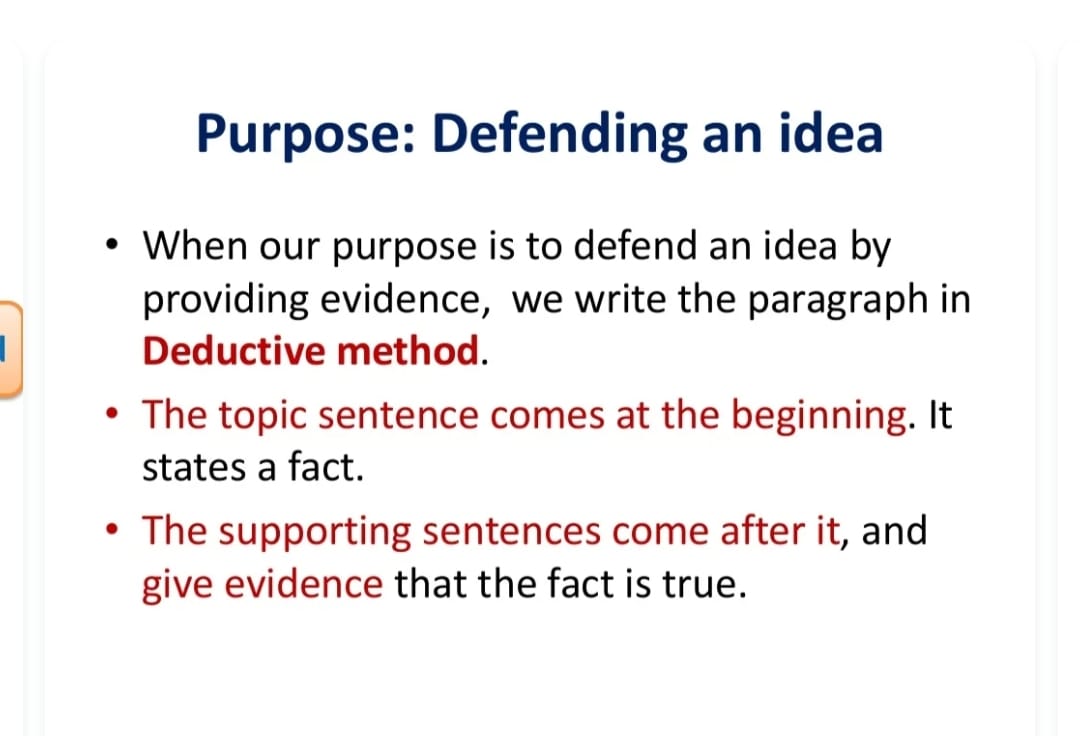 Purpose: Defending an idea
• When our purpose is to defend an idea by
providing evidence, we write the paragraph in
Deductive method.
• The topic sentence comes at the beginning. It
states a fact.
• The supporting sentences come after it, and
give evidence that the fact is true.